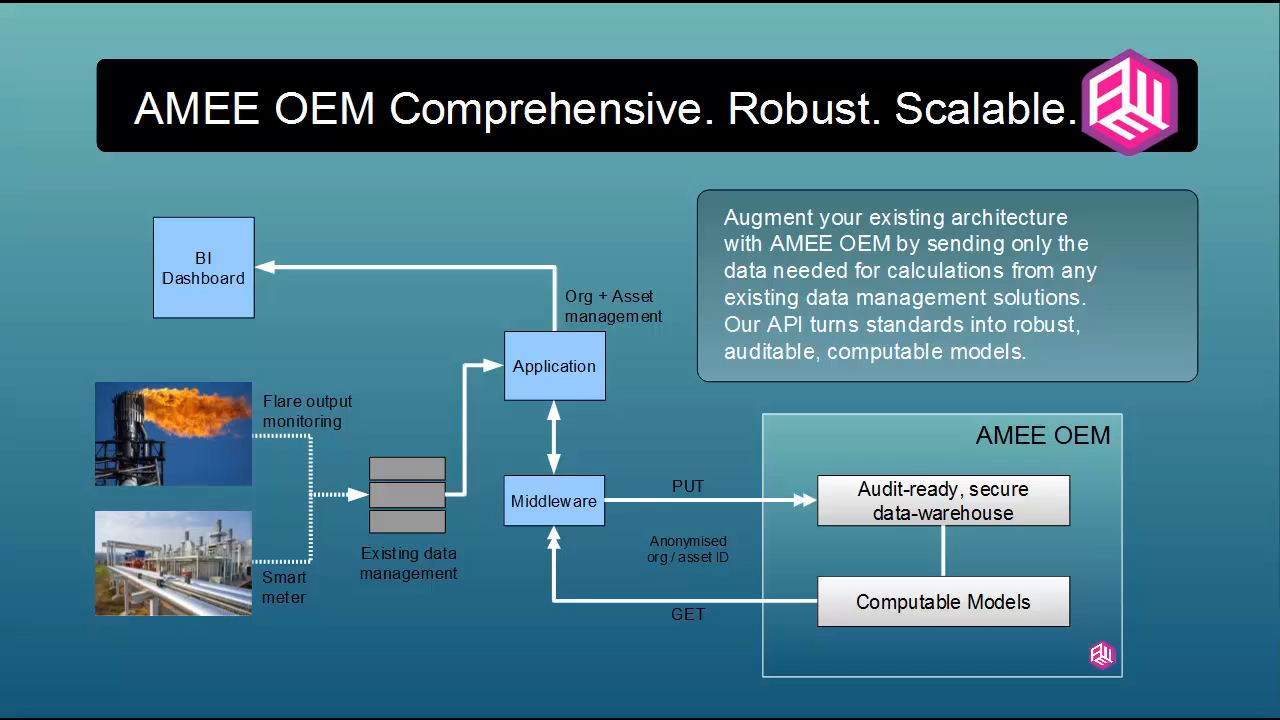 AMEE OEM Comprehensive. Robust. Scalable.
BI
Dashboard
Org + Asset
management
Application
Augment your existing architecture
with AMEE OEM by sending only the
data needed for calculations from any
existing data management solutions.
Our API turns standards into robust,
auditable, computable models.
Flare output
monitoring
Smart
meter
Existing data
management
Middleware
PUT
Anonymised
org / asset ID
GET
AMEE OEM
Audit-ready, secure
data-warehouse
Computable Models